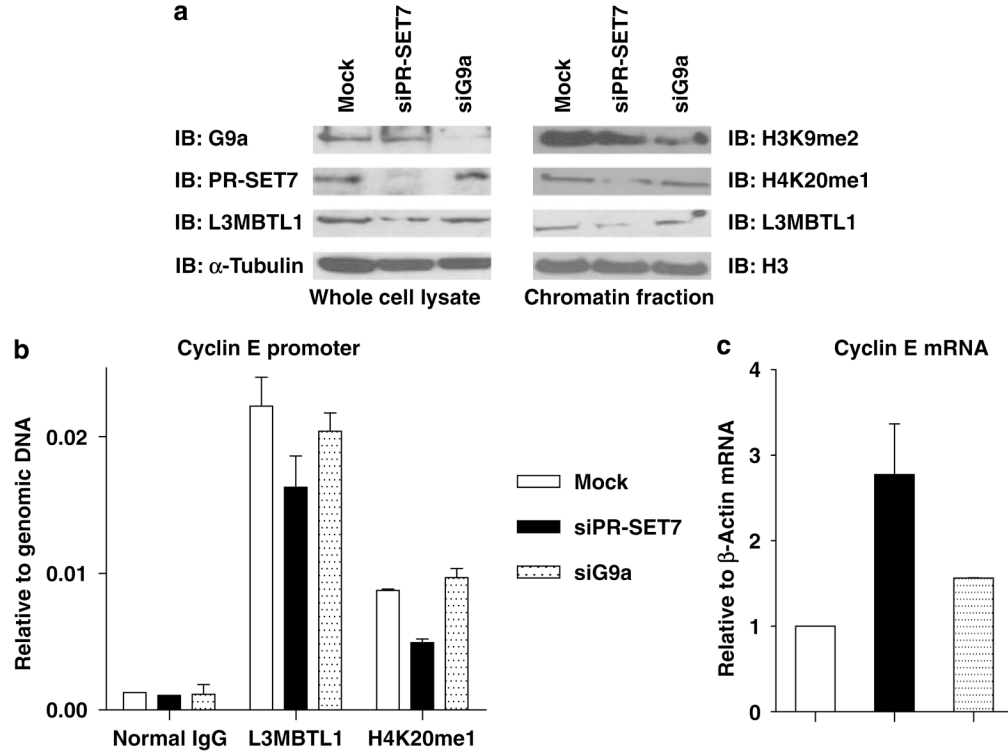 a
Mock
siPR-SET7
siG9a
Mock
siPR-SET7
siG9a
IB: G9a
IB: H3K9me2
IB: PR-SET7
IB: H4K20me1
IB: L3MBTL1
IB: L3MBTL1
IB: α-Tubulin
IB: H3
Whole cell lysate
Chromatin fraction
b
Cyclin E promoter
Relative to genomic DNA
0.02
0.01
0.00
Normal IgG
L3MBTL1
H4K20me1
Mock
siPR-SET7
siG9a
c
Cyclin E mRNA
Relative to β-Actin mRNA
4
3
2
1
0